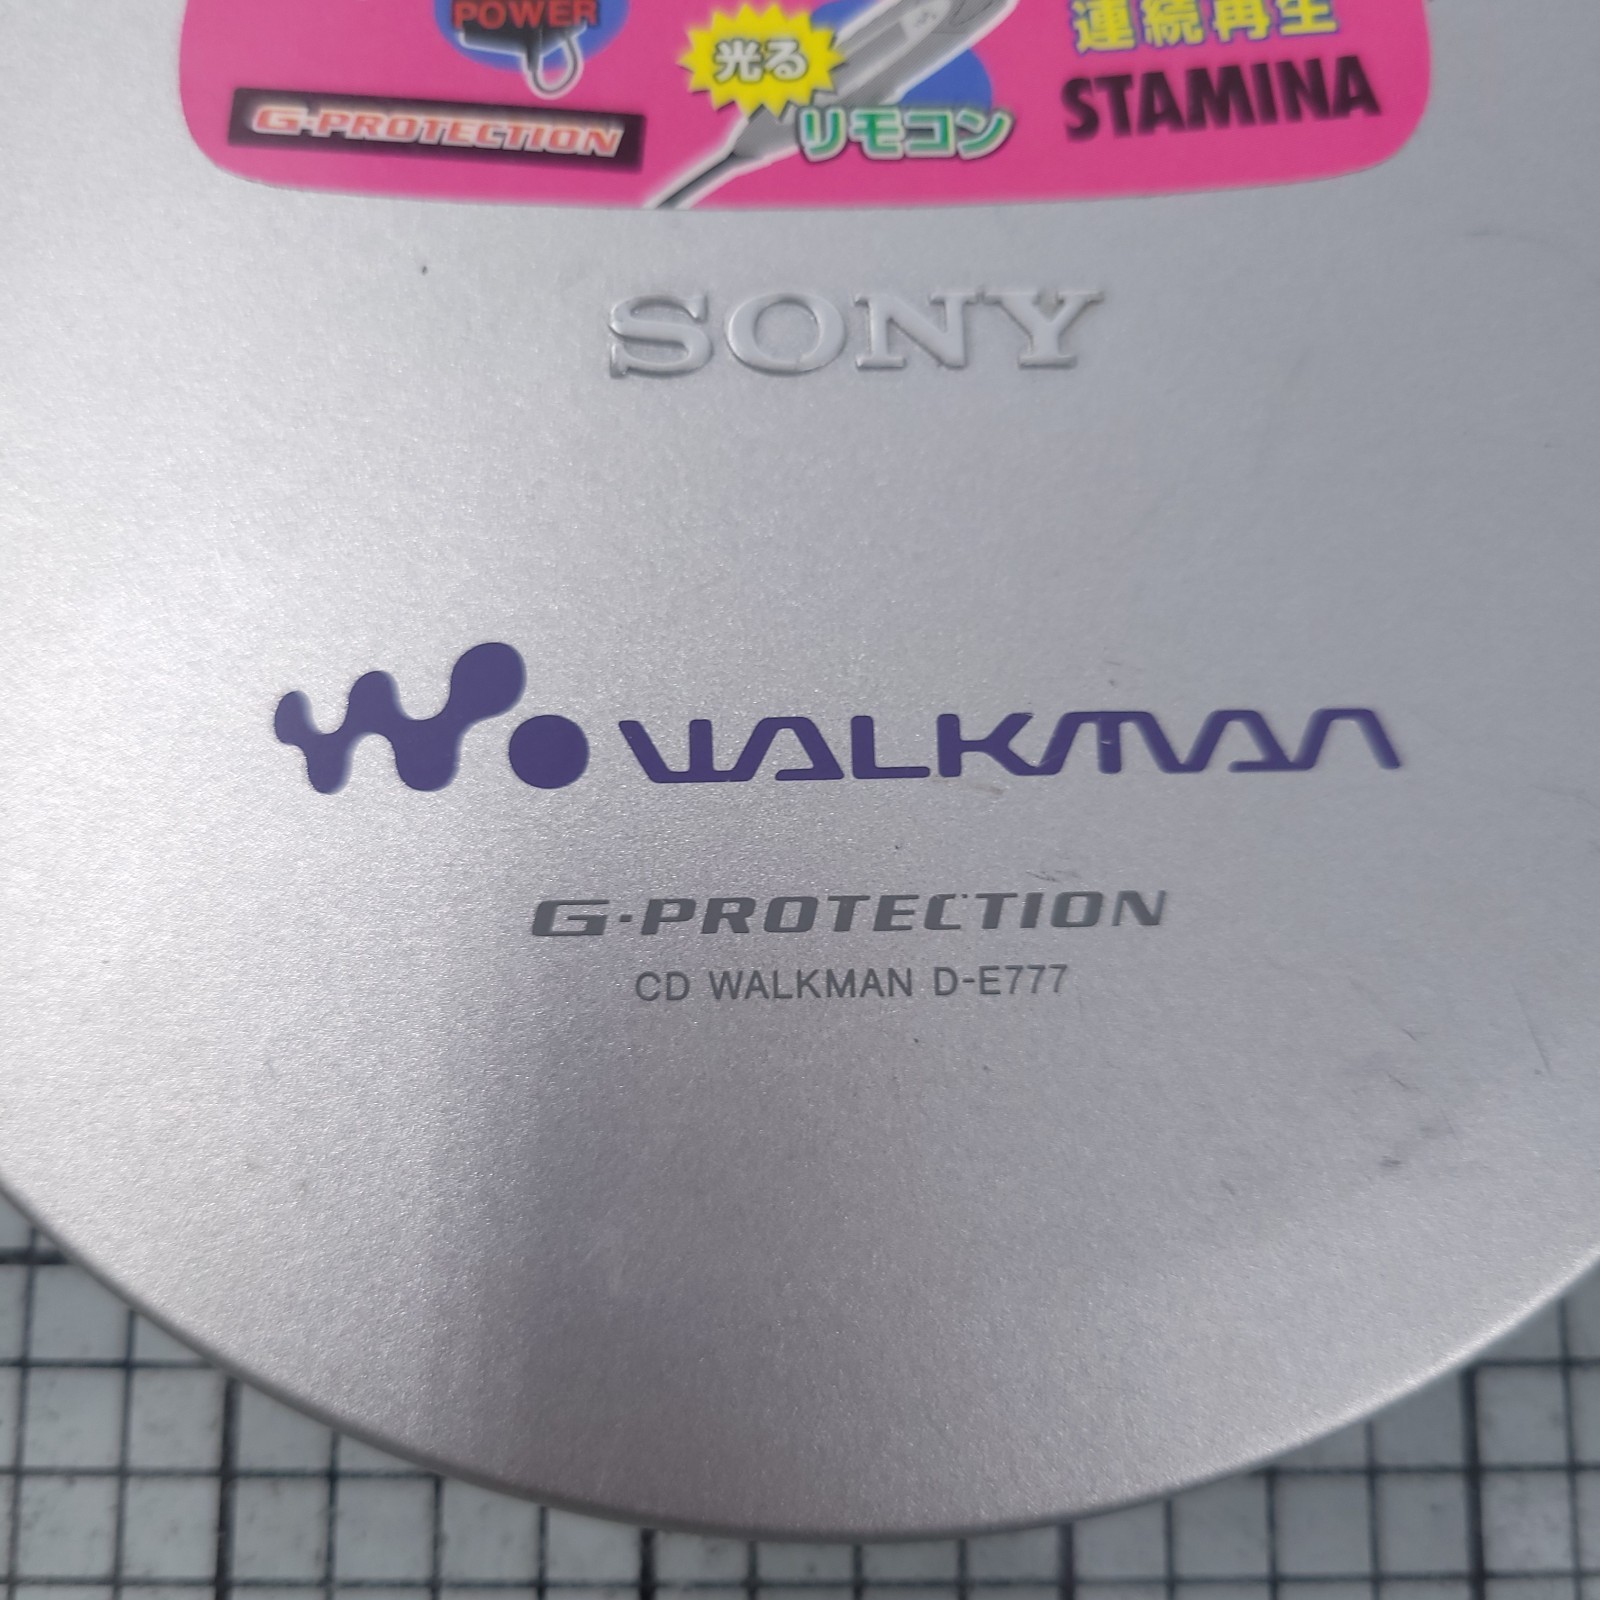 POWER
連続再生
光る
G-PROTECTION
リモコン
STAMINA
SONY
WALKMAN
G-PROTECTION
CD WALKMAN D-E777